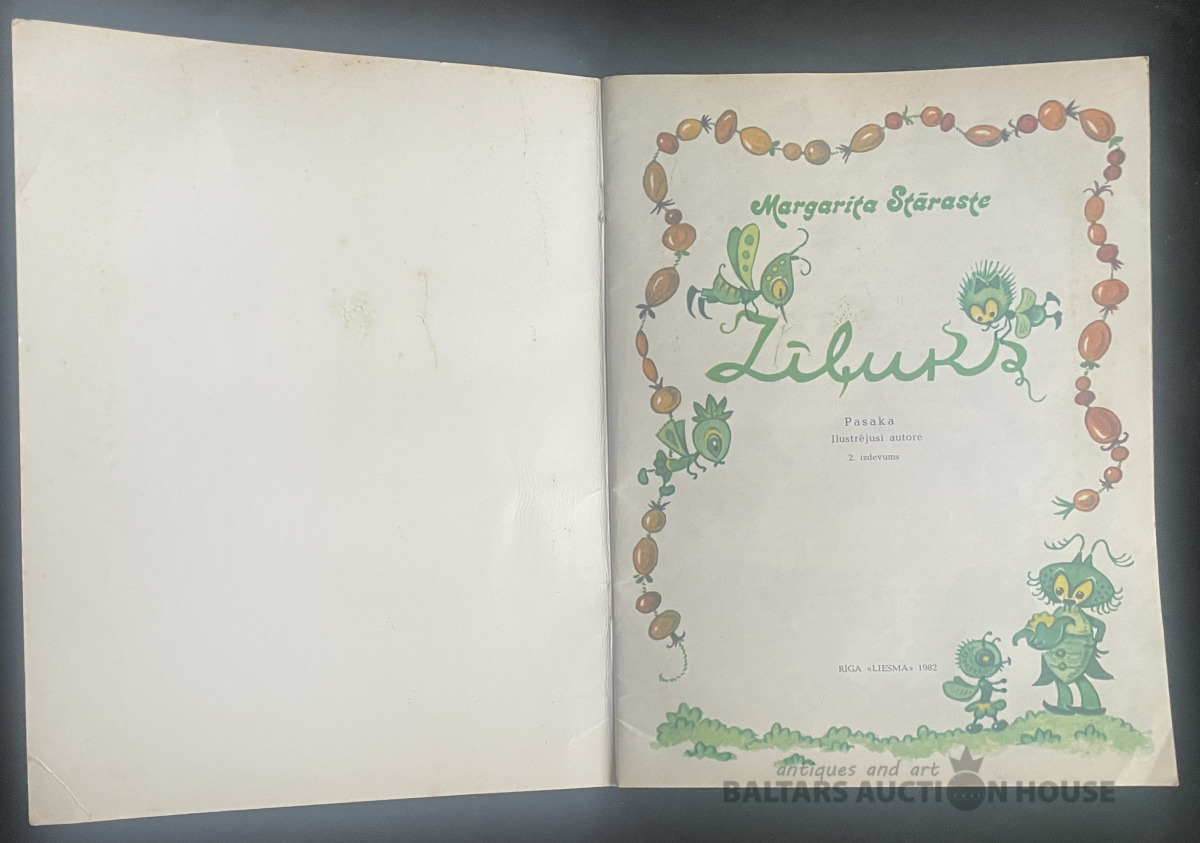 Margarita Stāraste
Zīļuks
Pasaka
Ilustrējusi autore
2. izdevums
RĪGA «LIESMA» 1982
antiques and art
BALTARS AUCTION HOUSE